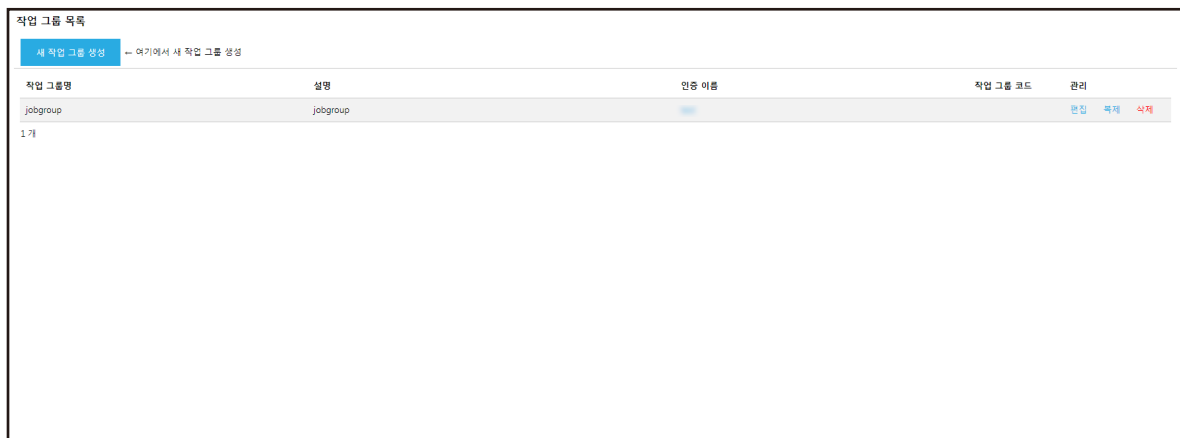 작업 그룹 목록
새 작업 그룹 생성 ← 여기에서 새 작업 그룹 생성
작업 그룹명 설명 인증 이름 작업 그룹 코드 관리
jobgroup jobgroup 편집 복제 삭제
1 개